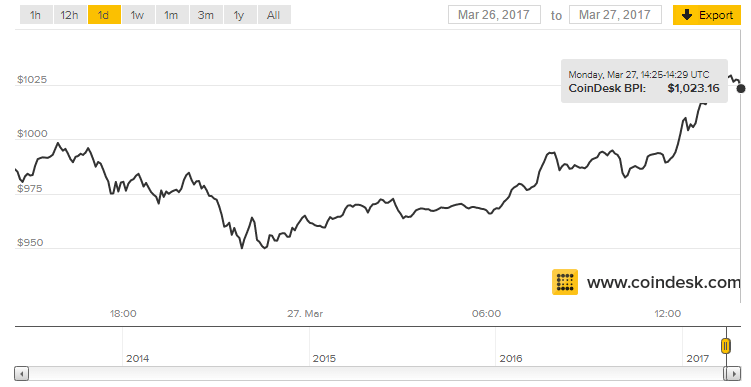 1h 12h 1d 1w 1m 3m 1y All Mar 26, 2017 to Mar 27, 2017 Export
$1025
Monday, Mar 27, 14:25-14:29 UTC
CoinDesk BPI: $1,023.16
$1000
$975
$950
www.coindesk.com
18:00 27. Mar 06:00 12:00
2014 2015 2016 2017